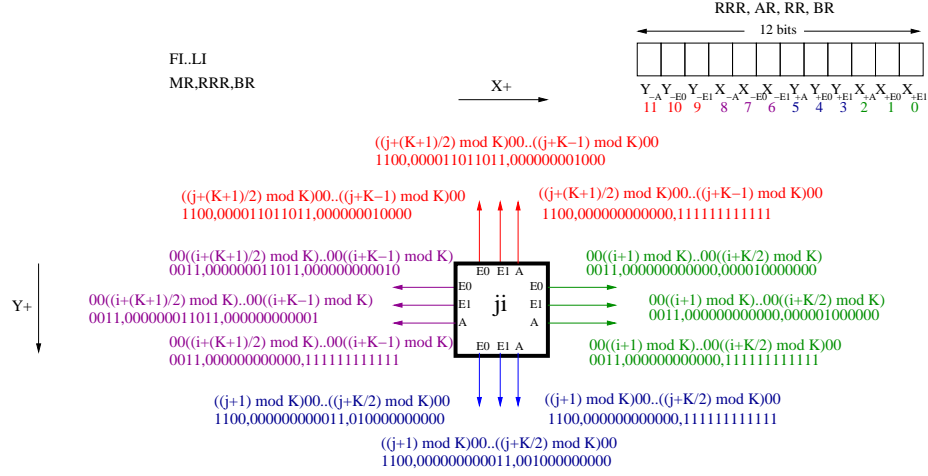 RRR, AR, RR, BR
12 bits
FI..LI
MR,RRR,BR
X+
Y−A Y−E0 Y−E1 X−A X−E0 X−E1 Y+A Y+E0 Y+E1 X+A X+E0 X+E1
11 10 9 8 7 6 5 4 3 2 1 0
((j+(K+1)/2) mod K)00..((j+K−1) mod K)00
1100,000011011011,000000001000
((j+(K+1)/2) mod K)00..((j+K−1) mod K)00
1100,000011011011,000000010000
((j+(K+1)/2) mod K)00..((j+K−1) mod K)00
1100,000000000000,111111111111
00((i+(K+1)/2) mod K)..00((i+K−1) mod K)
0011,000000011011,000000000010
E0 E1 A
00((i+1) mod K)..00((i+K/2) mod K)
0011,000000000000,000010000000
E0
E0
Y+
00((i+(K+1)/2) mod K)..00((i+K−1) mod K)
0011,000000011011,000000000001
E1
ji
E1
00((i+1) mod K)..00((i+K/2) mod K)
0011,000000000000,000001000000
A
A
00((i+(K+1)/2) mod K)..00((i+K−1) mod K)
0011,000000000000,111111111111
E0 E1 A
00((i+1) mod K)..00((i+K/2) mod K)00
0011,000000000000,111111111111
((j+1) mod K)00..((j+K/2) mod K)00
1100,000000000011,010000000000
((j+1) mod K)00..((j+K/2) mod K)00
1100,000000000000,111111111111
((j+1) mod K)00..((j+K/2) mod K)00
1100,000000000011,001000000000